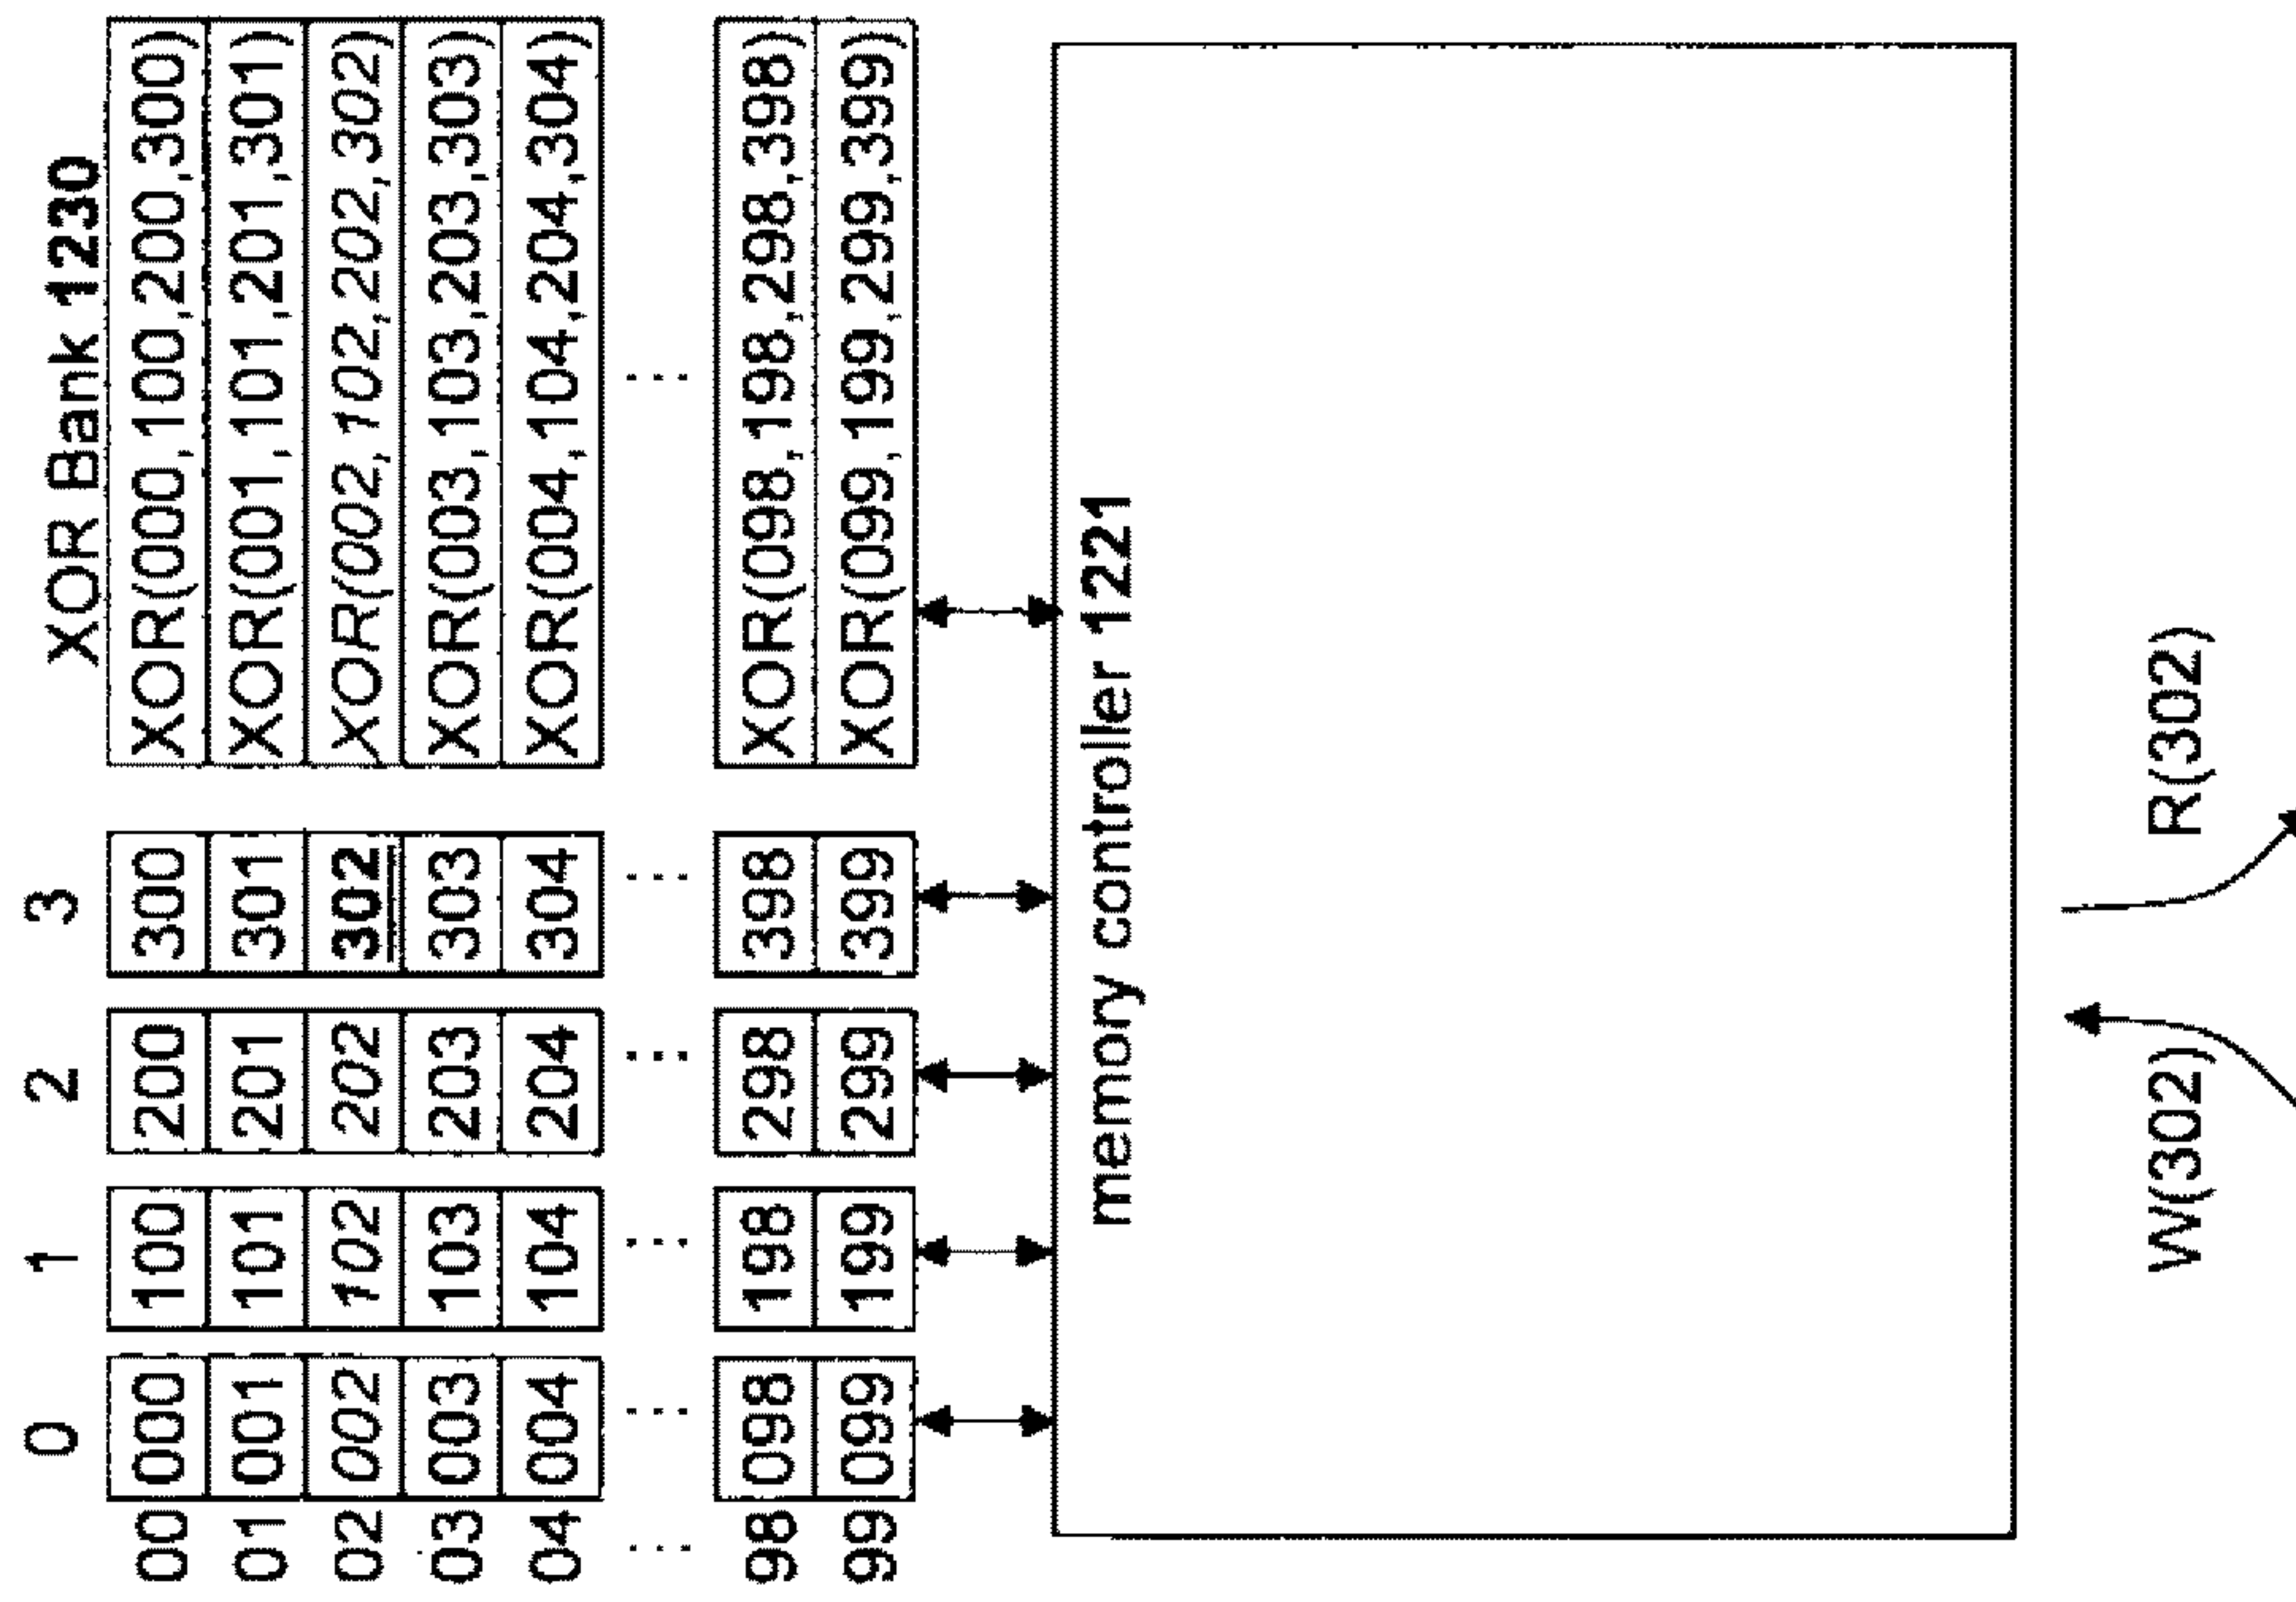 0 1 2 3 XOR Bank 1230
00 000 100 200 300 XOR(000,100,200,300)
01 001 101 201 301 XOR(001,101,201,301)
02 002 102 202 302 XOR(002,102,202,302)
03 003 103 203 303 XOR(003,103,203,303)
04 004 104 204 304 XOR(004,104,204,304)
... ... ... ... ... ...
98 098 198 298 398 XOR(098,198,298,398)
99 099 199 299 399 XOR(099,199,299,399)
memory controller 1221
W(302) R(302)